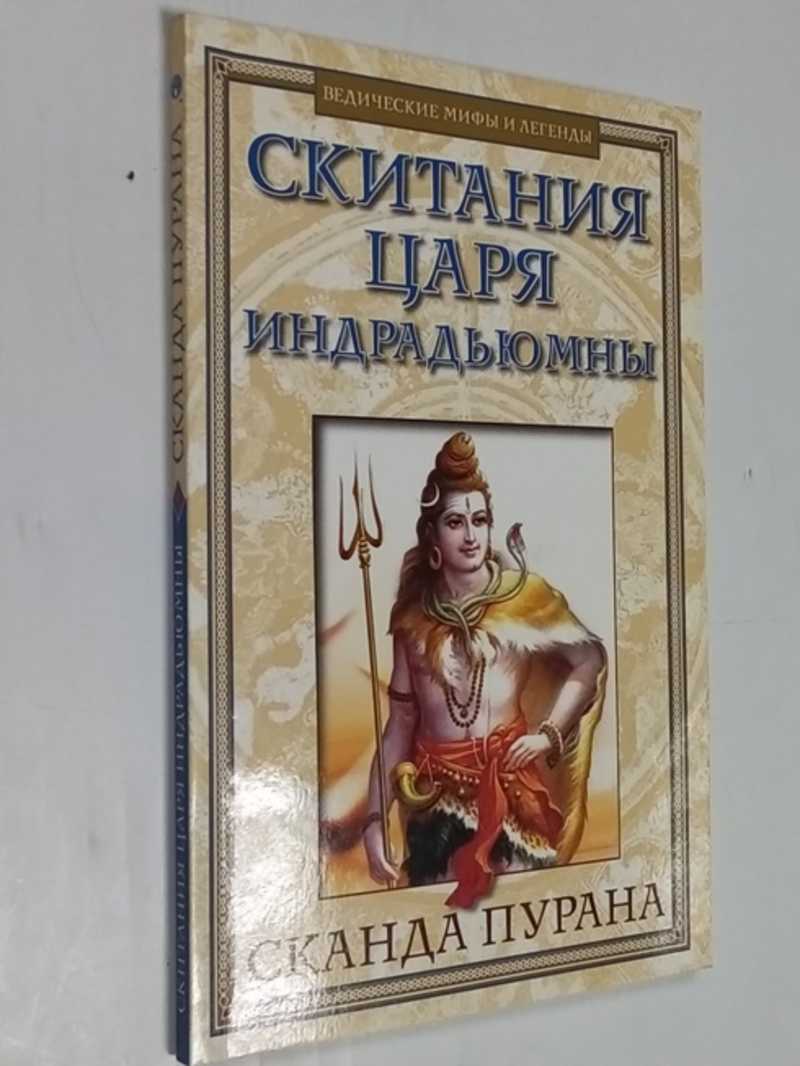 ВЕДИЧЕСКИЕ МИФЫ И ЛЕГЕНДЫ
СКИТАНИЯ
ЦАРЯ
ИНДРАДЬЮМНЫ
СКАНДА ПУРАНА
СКИТАНИЯ ЦАРЯ ИНДРАДЬЮМНЫ СКАНДА ПУРАНА